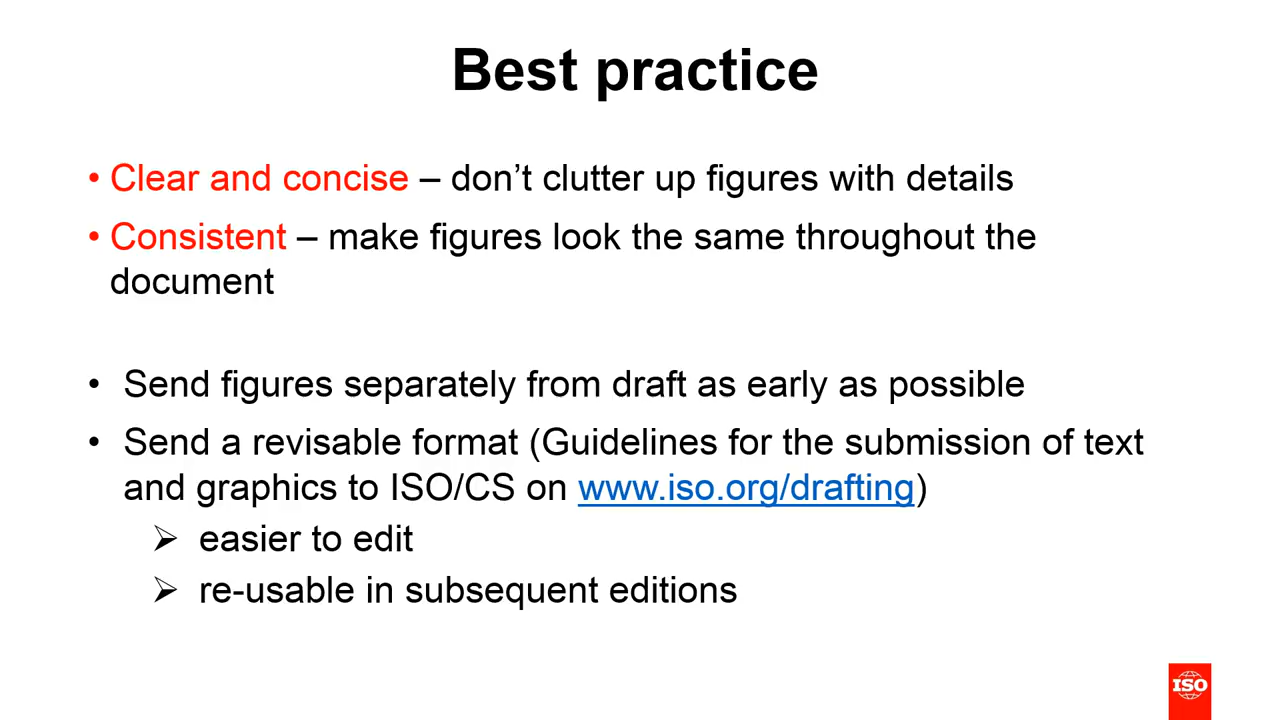 Best practice
• Clear and concise – don’t clutter up figures with details
• Consistent – make figures look the same throughout the
document
• Send figures separately from draft as early as possible
• Send a revisable format (Guidelines for the submission of text
and graphics to ISO/CS on www.iso.org/drafting)
➢ easier to edit
➢ re-usable in subsequent editions
ISO